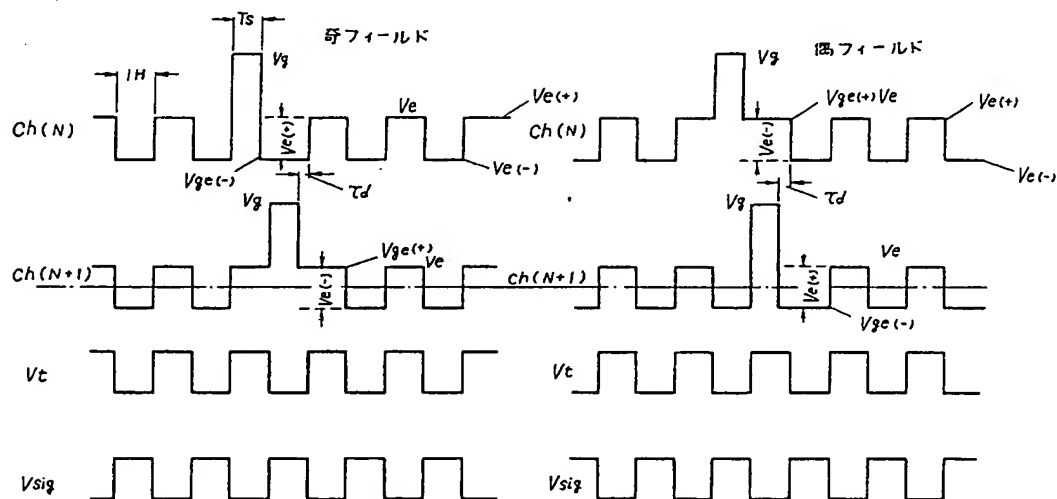 Ts
奇フィールド
Vg
1H
Ve
Ve(+)
Ch(N)
Ve(+)
Vge(-)
Ve(-)
τd
Vg
Vge(+)
Ve
Ch(N+1)
Ve(-)
Vt
Vsig
偶フィールド
Vg
Vge(+) Ve
Ve(+)
Ch(N)
Ve(-)
Ve(-)
τd
Vg
Ve
Ch(N+1)
Ve(+)
Vge(-)
Vt
Vsig